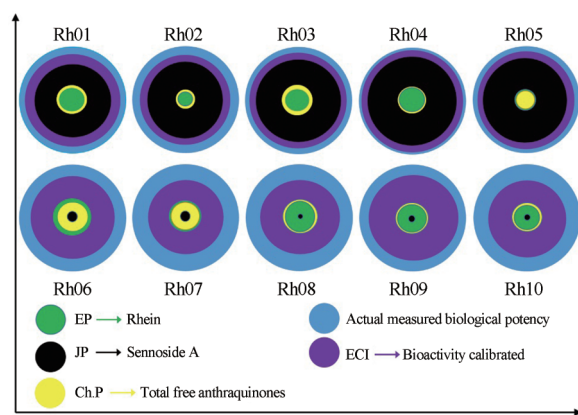 Rh01 Rh02 Rh03 Rh04 Rh05
Rh06 Rh07 Rh08 Rh09 Rh10
EP → Rhein
JP → Sennoside A
Ch.P → Total free anthraquinones
Actual measured biological potency
ECI → Bioactivity calibrated